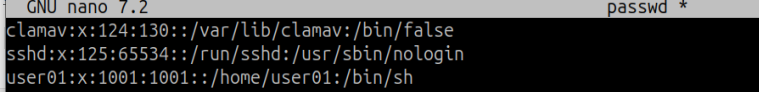 GNU nano 7.2 passwd *
clamav:x:124:130::/var/lib/clamav:/bin/false
sshd:x:125:65534::/run/sshd:/usr/sbin/nologin
user01:x:1001:1001::/home/user01:/bin/sh